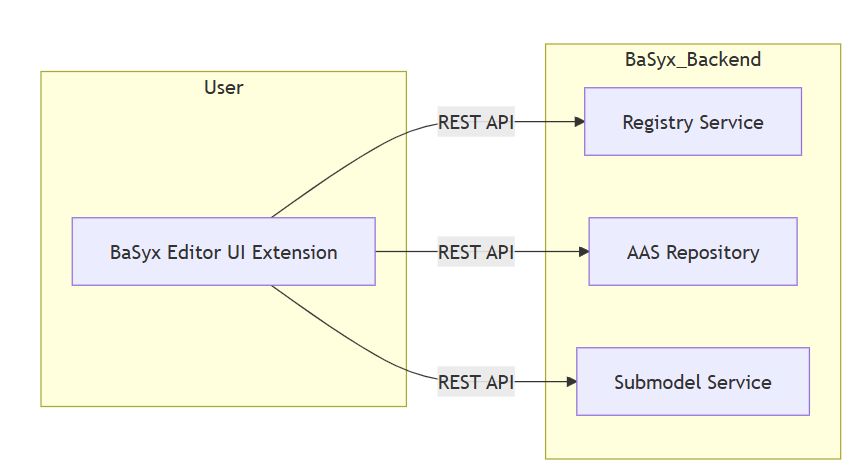 User
BaSyx_Backend
REST API
Registry Service
BaSyx Editor UI Extension
REST API
AAS Repository
REST API
Submodel Service